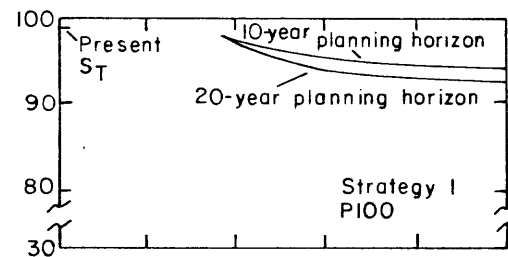 100
Present
S_T
10-year planning horizon
90
20-year planning horizon
80
Strategy 1
P100
30